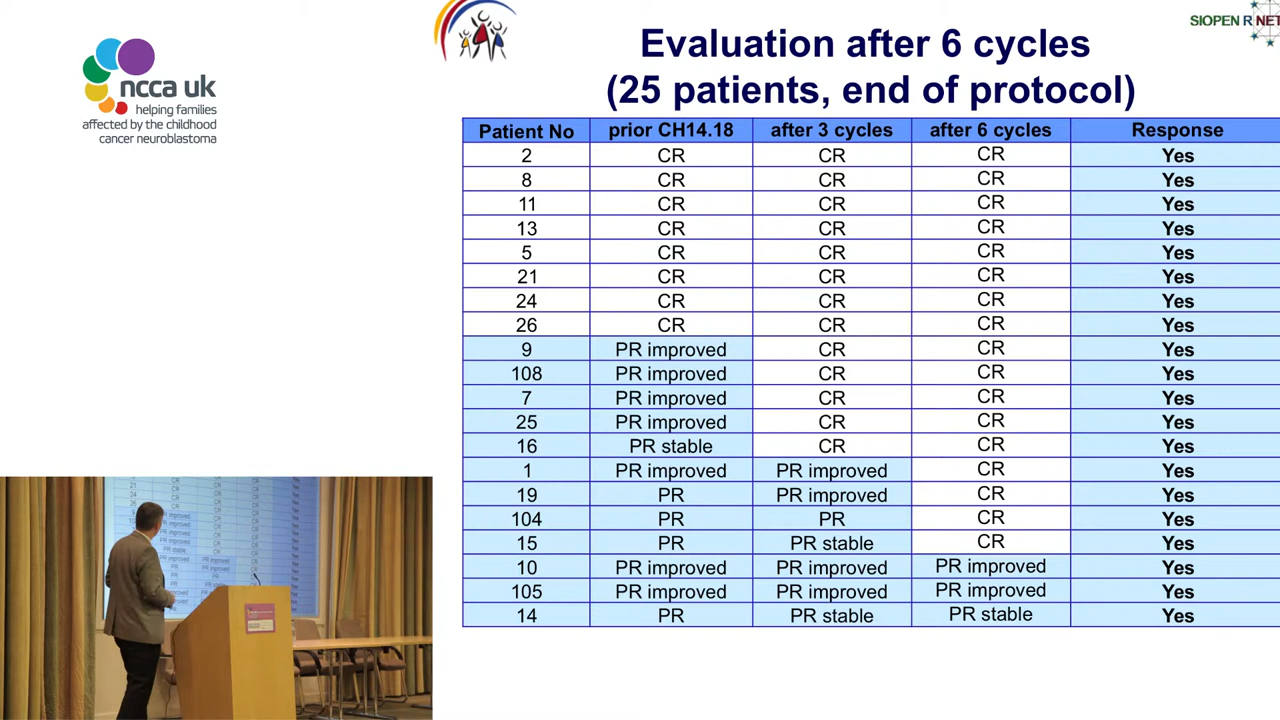 ncca uk
helping families
affected by the childhood
cancer neuroblastoma
SIOPEN R NET
Evaluation after 6 cycles
(25 patients, end of protocol)
Patient No prior CH14.18 after 3 cycles after 6 cycles Response
2 CR CR CR Yes
8 CR CR CR Yes
11 CR CR CR Yes
13 CR CR CR Yes
5 CR CR CR Yes
21 CR CR CR Yes
24 CR CR CR Yes
26 CR CR CR Yes
9 PR improved CR CR Yes
108 PR improved CR CR Yes
7 PR improved CR CR Yes
25 PR improved CR CR Yes
16 PR stable CR CR Yes
1 PR improved PR improved CR Yes
19 PR PR improved CR Yes
104 PR PR CR Yes
15 PR PR stable CR Yes
10 PR improved PR improved PR improved Yes
105 PR improved PR improved PR improved Yes
14 PR PR stable PR stable Yes